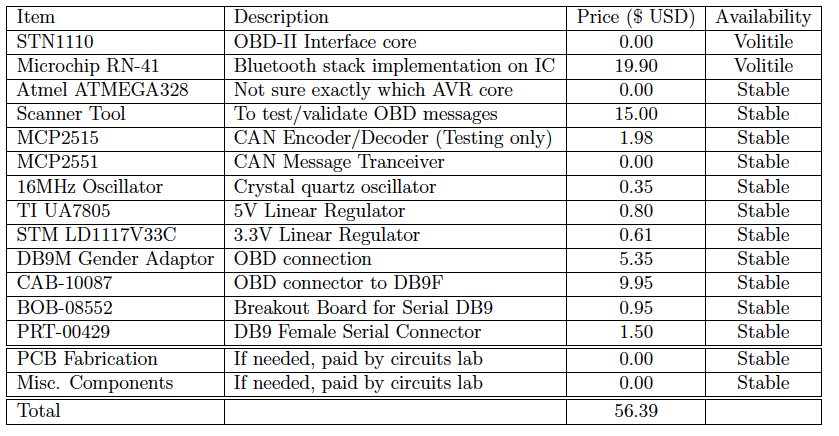 Item Description Price ($ USD) Availability
STN1110 OBD-II Interface core 0.00 Volitile
Microchip RN-41 Bluetooth stack implementation on IC 19.90 Volitile
Atmel ATMEGA328 Not sure exactly which AVR core 0.00 Stable
Scanner Tool To test/validate OBD messages 15.00 Stable
MCP2515 CAN Encoder/Decoder (Testing only) 1.98 Stable
MCP2551 CAN Message Tranceiver 0.00 Stable
16MHz Oscillator Crystal quartz oscillator 0.35 Stable
TI UA7805 5V Linear Regulator 0.80 Stable
STM LD1117V33C 3.3V Linear Regulator 0.61 Stable
DB9M Gender Adaptor OBD connection 5.35 Stable
CAB-10087 OBD connector to DB9F 9.95 Stable
BOB-08552 Breakout Board for Serial DB9 0.95 Stable
PRT-00429 DB9 Female Serial Connector 1.50 Stable
PCB Fabrication If needed, paid by circuits lab 0.00 Stable
Misc. Components If needed, paid by circuits lab 0.00 Stable
Total 56.39